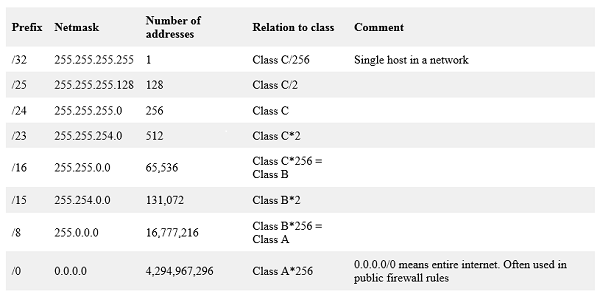 Prefix Netmask Number of addresses Relation to class Comment
/32 255.255.255.255 1 Class C/256 Single host in a network
/25 255.255.255.128 128 Class C/2
/24 255.255.255.0 256 Class C
/23 255.255.254.0 512 Class C*2
/16 255.255.0.0 65,536 Class C*256 = Class B
/15 255.254.0.0 131,072 Class B*2
/8 255.0.0.0 16,777,216 Class B*256 = Class A
/0 0.0.0.0 4,294,967,296 Class A*256 0.0.0.0/0 means entire internet. Often used in public firewall rules